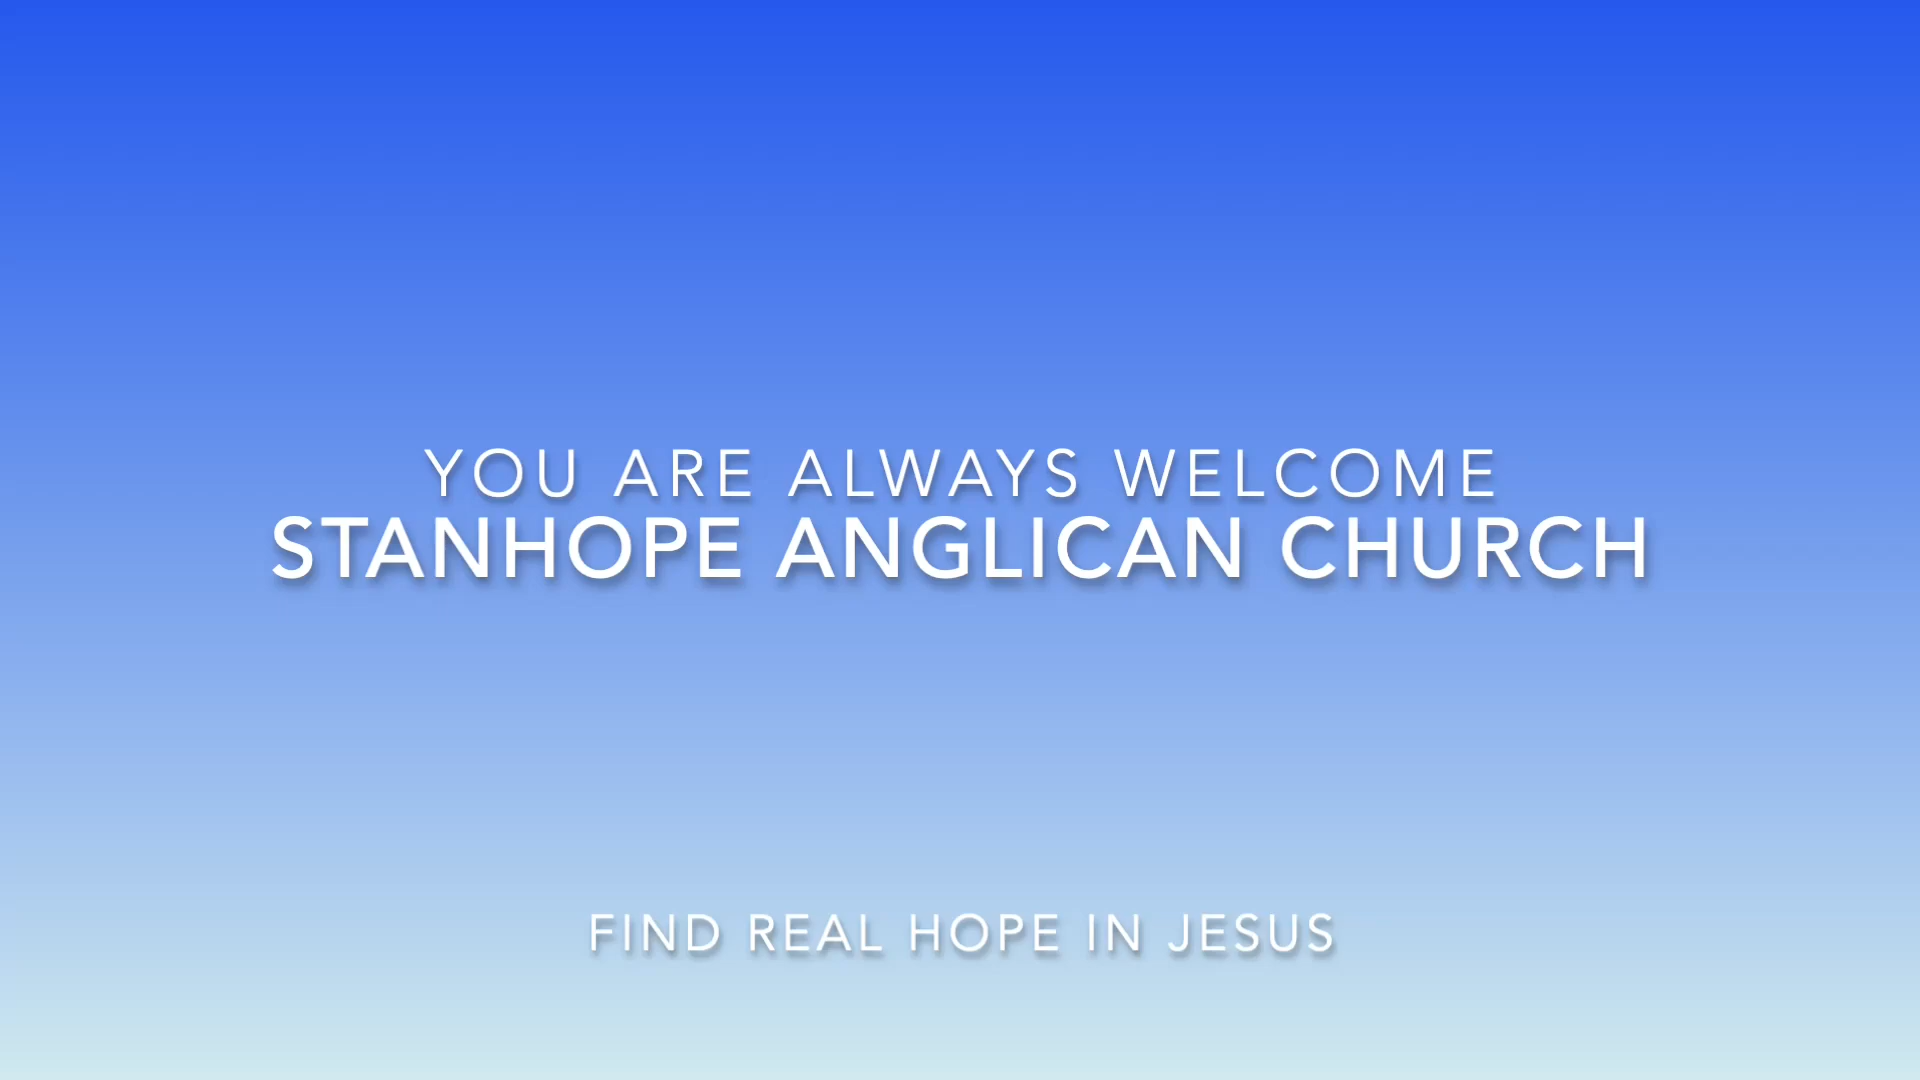 YOU ARE ALWAYS WELCOME
STANHOPE ANGLICAN CHURCH
FIND REAL HOPE IN JESUS